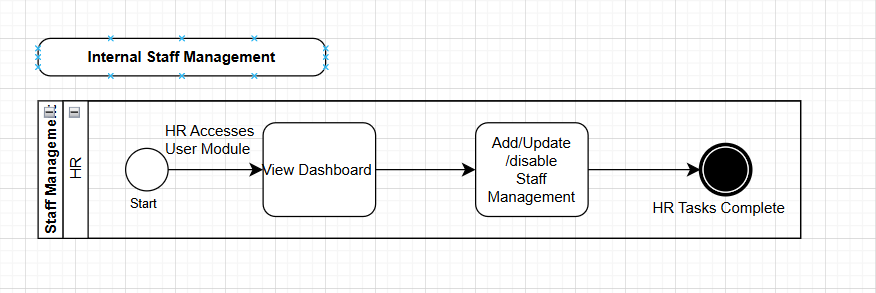 Internal Staff Management
Staff Management
HR
HR Accesses
User Module
Start
View Dashboard
Add/Update
/disable
Staff
Management
HR Tasks Complete